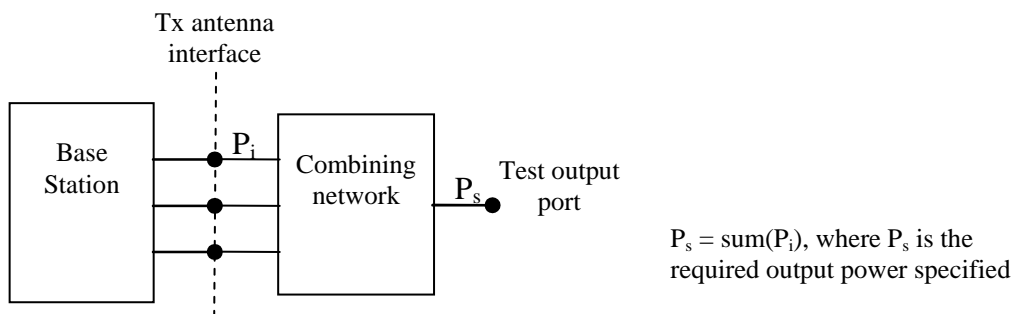 Tx antenna
interface
Base
Station
P_i
Combining
network
P_s
Test output
port
P_s = sum(P_i), where P_s is the
required output power specified